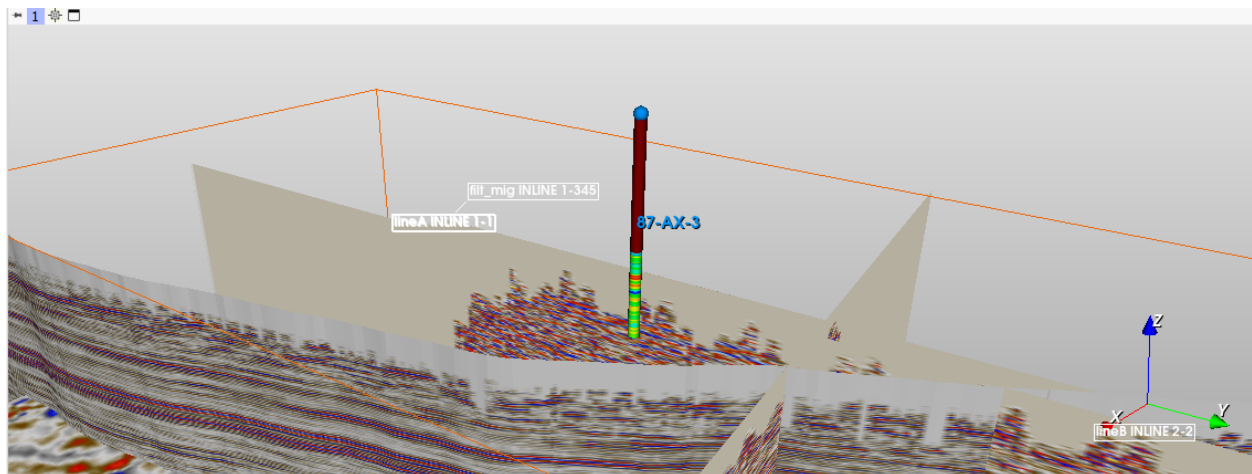 1
filt_mig INLINE 1-345
lineA INLINE 1-1
87-AX-3
Z
Y
X
lineB INLINE 2-2